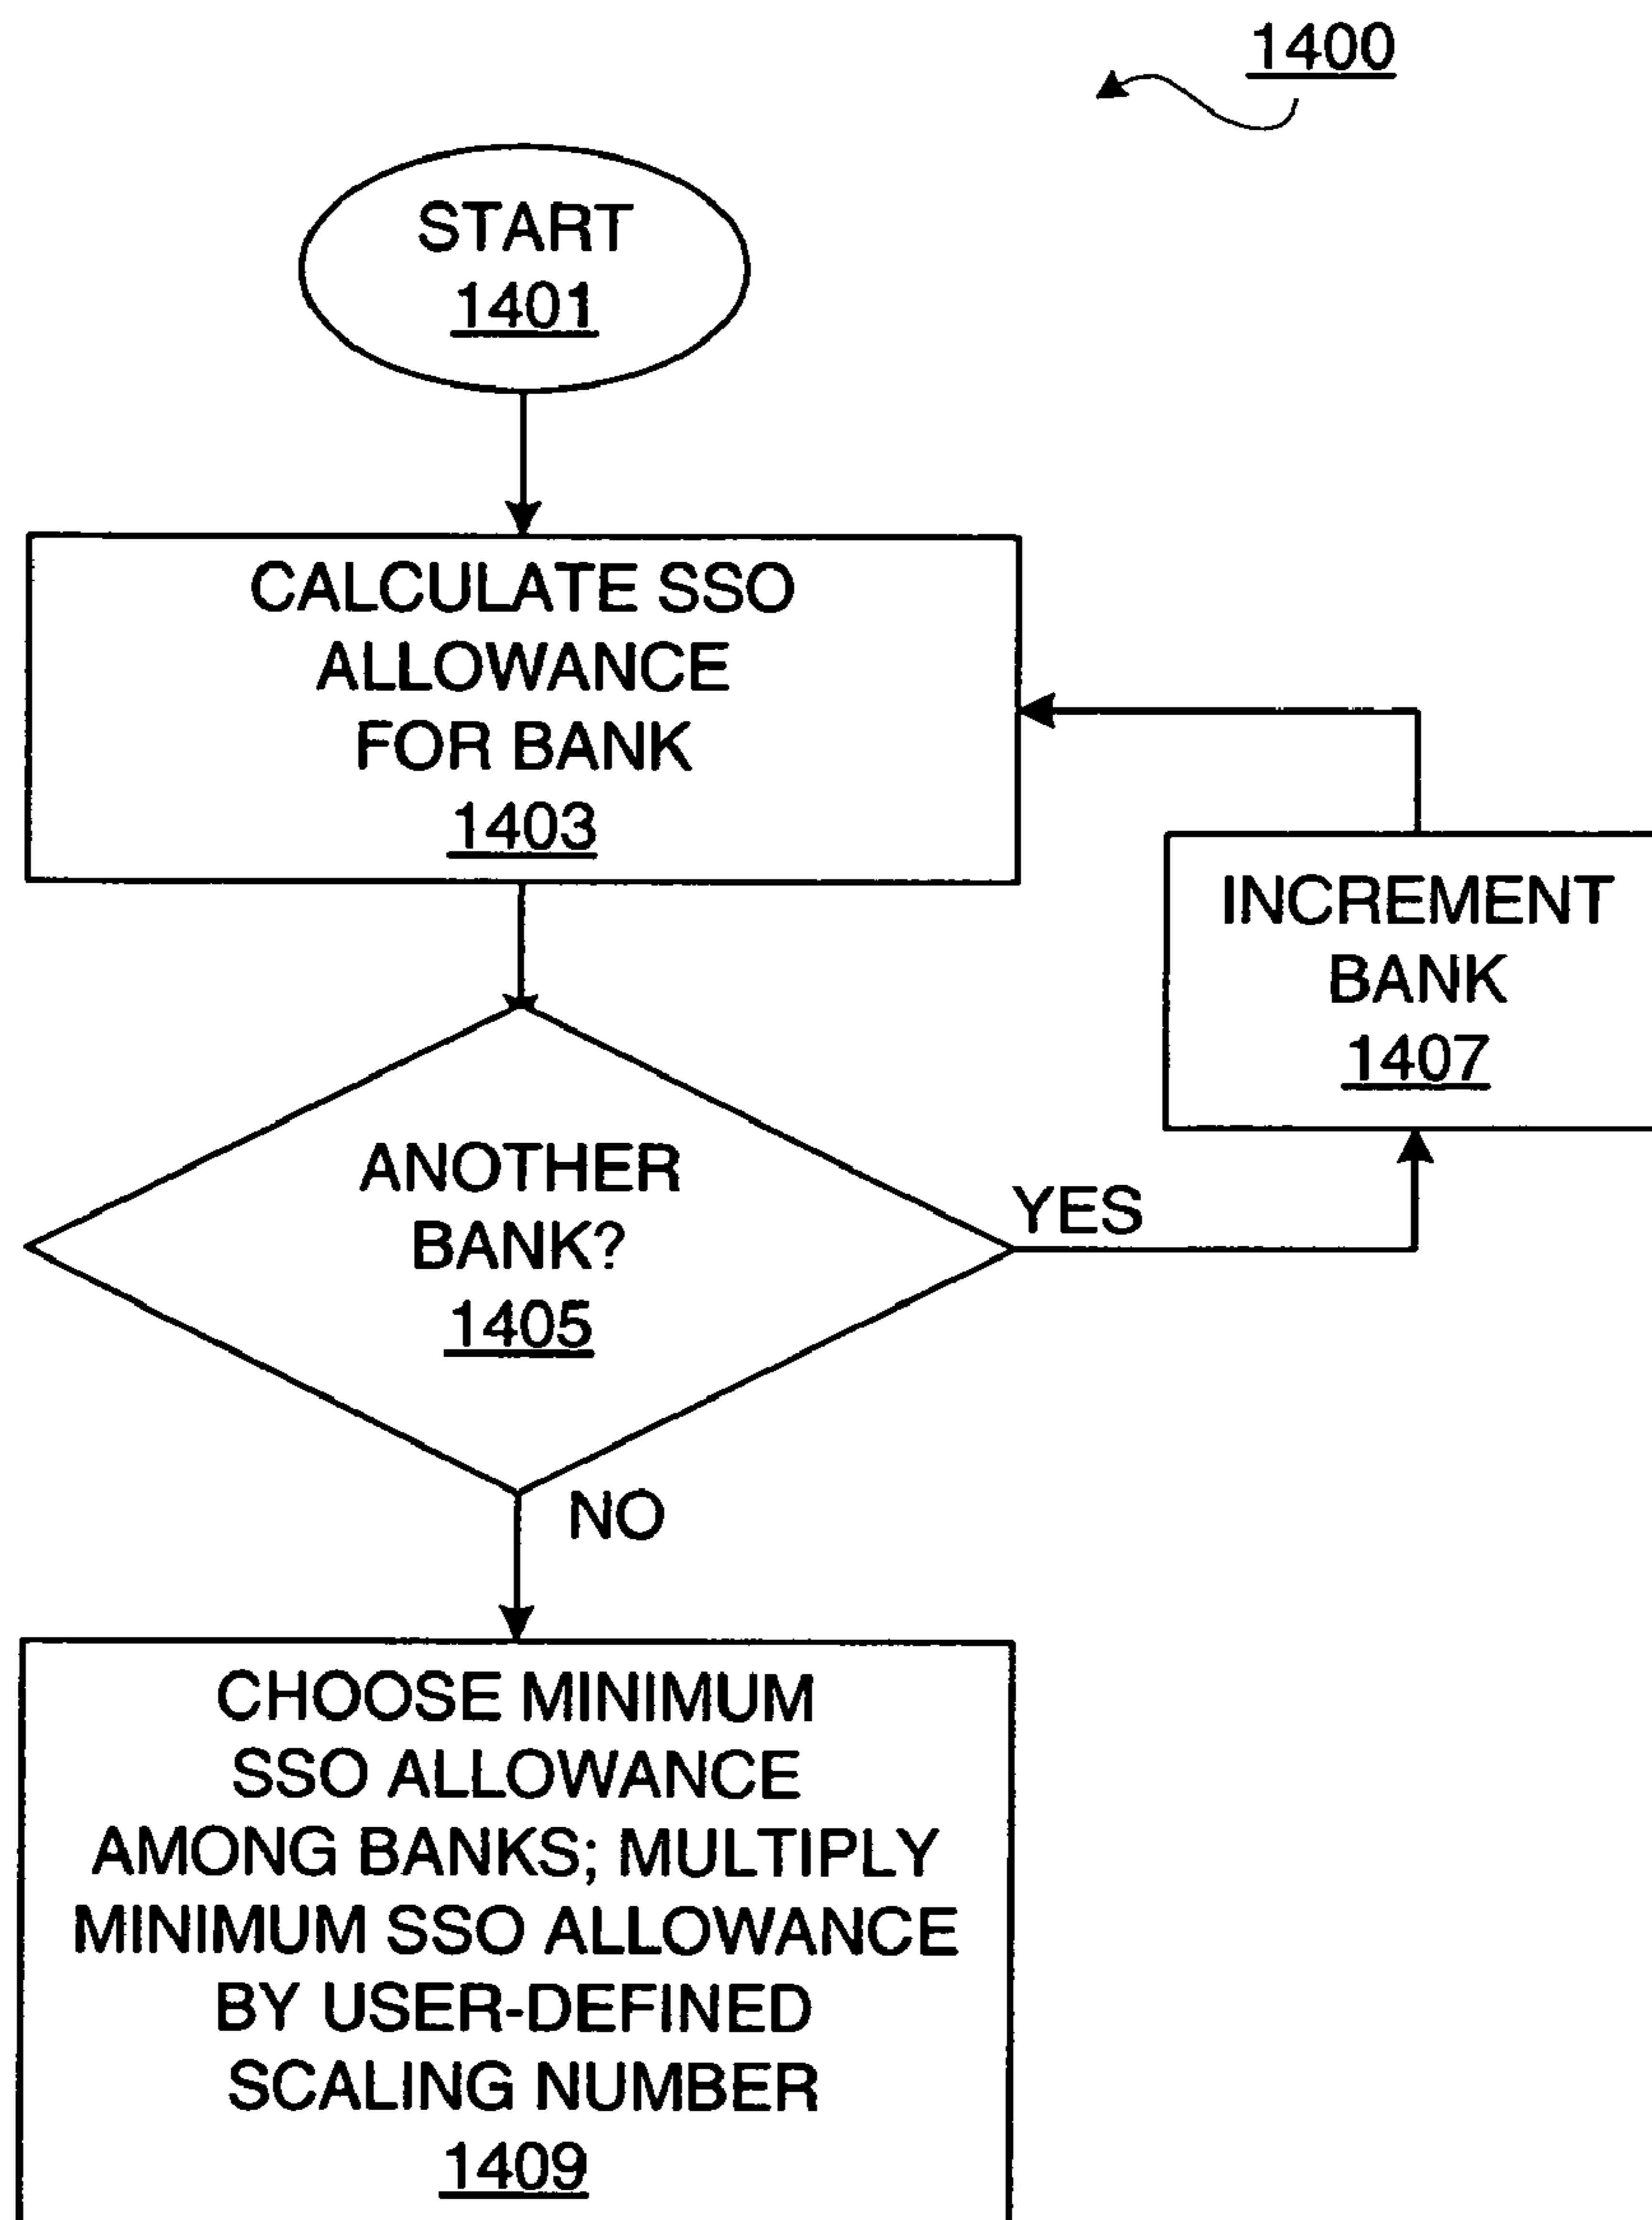 1400
START
1401
CALCULATE SSO
ALLOWANCE
FOR BANK
1403
INCREMENT
BANK
1407
ANOTHER
BANK?
1405
YES
NO
CHOOSE MINIMUM
SSO ALLOWANCE
AMONG BANKS; MULTIPLY
MINIMUM SSO ALLOWANCE
BY USER-DEFINED
SCALING NUMBER
1409